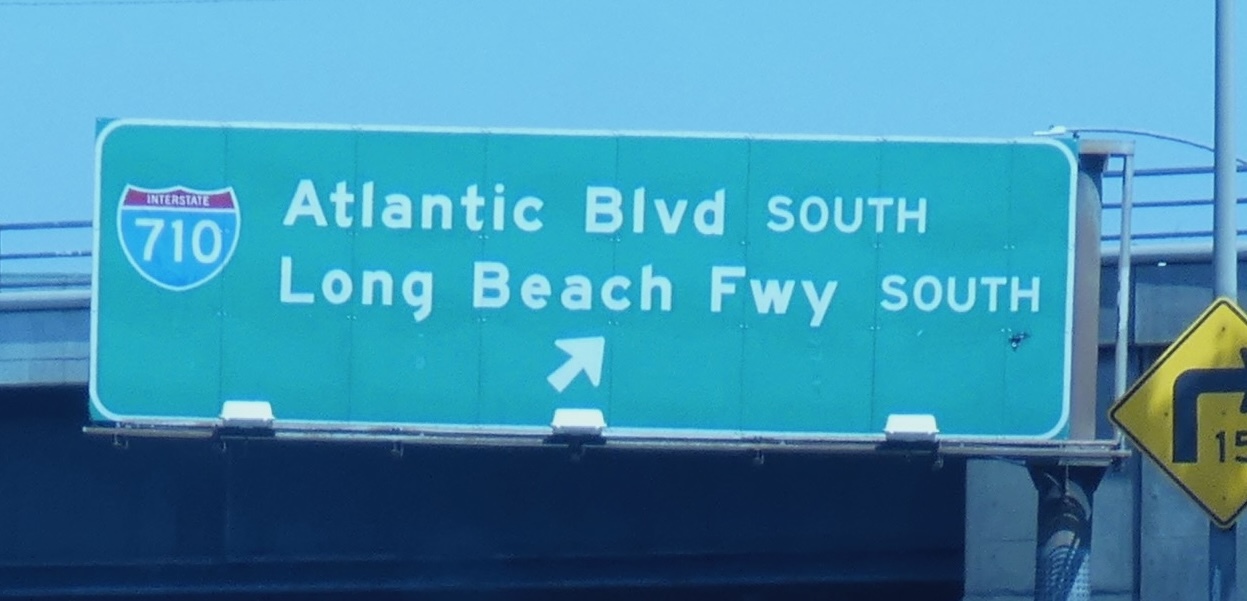 INTERSTATE
710
Atlantic Blvd SOUTH
Long Beach Fwy SOUTH
15